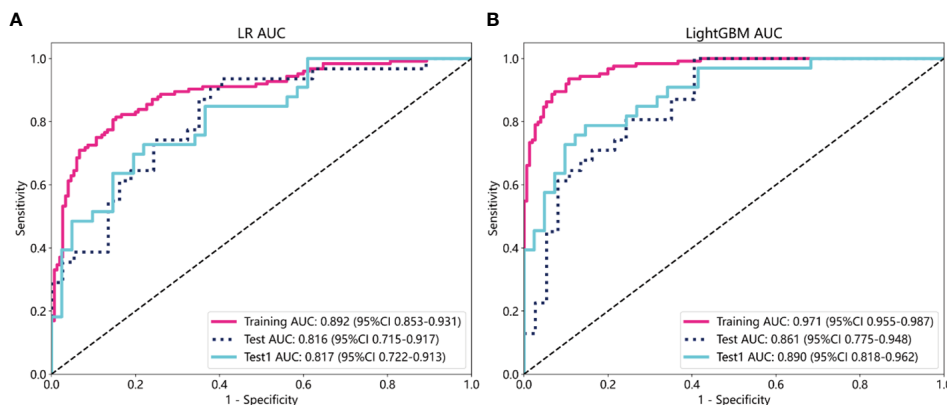 A
LR AUC
1.0
0.8
0.6
0.4
0.2
0.0
Sensitivity
0.0 0.2 0.4 0.6 0.8 1.0
1 - Specificity
Training AUC: 0.892 (95%CI 0.853-0.931)
Test AUC: 0.816 (95%CI 0.715-0.917)
Test1 AUC: 0.817 (95%CI 0.722-0.913)
B
LightGBM AUC
1.0
0.8
0.6
0.4
0.2
0.0
Sensitivity
0.0 0.2 0.4 0.6 0.8 1.0
1 - Specificity
Training AUC: 0.971 (95%CI 0.955-0.987)
Test AUC: 0.861 (95%CI 0.775-0.948)
Test1 AUC: 0.890 (95%CI 0.818-0.962)